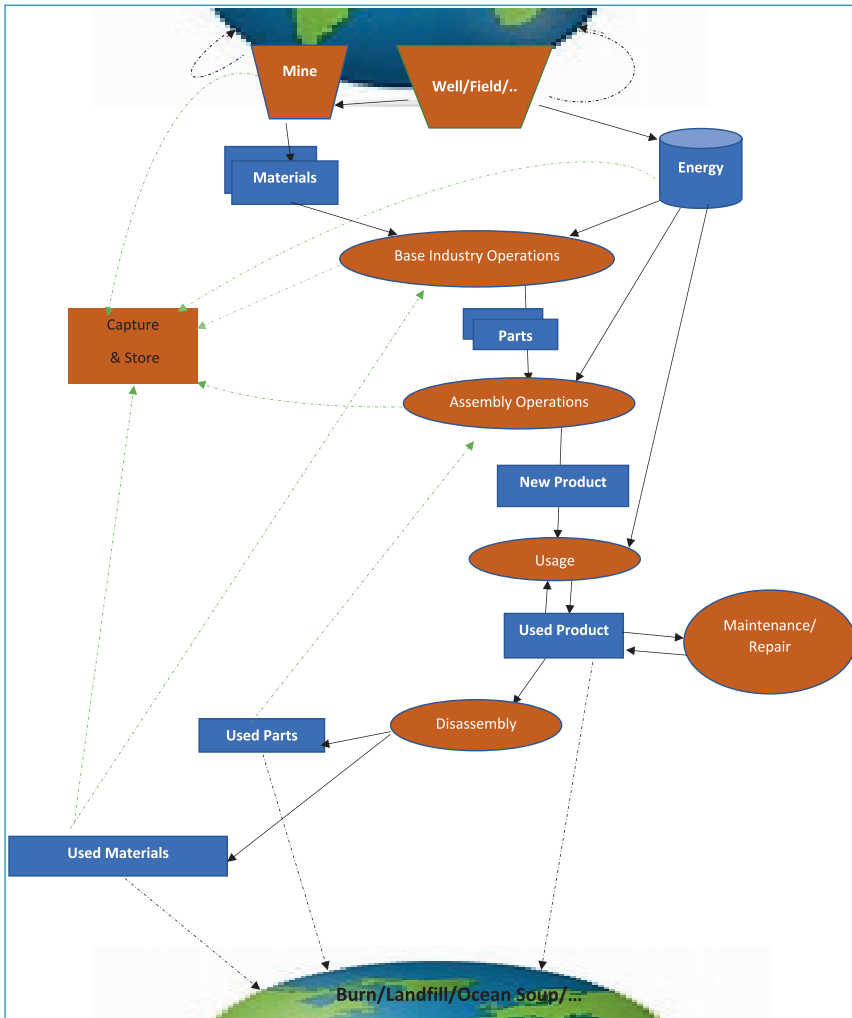 Mine
Well/Field/..
Materials
Energy
Base Industry Operations
Capture
& Store
Parts
Assembly Operations
New Product
Usage
Used Product
Maintenance/
Repair
Disassembly
Used Parts
Used Materials
Burn/Landfill/Ocean Soup/...